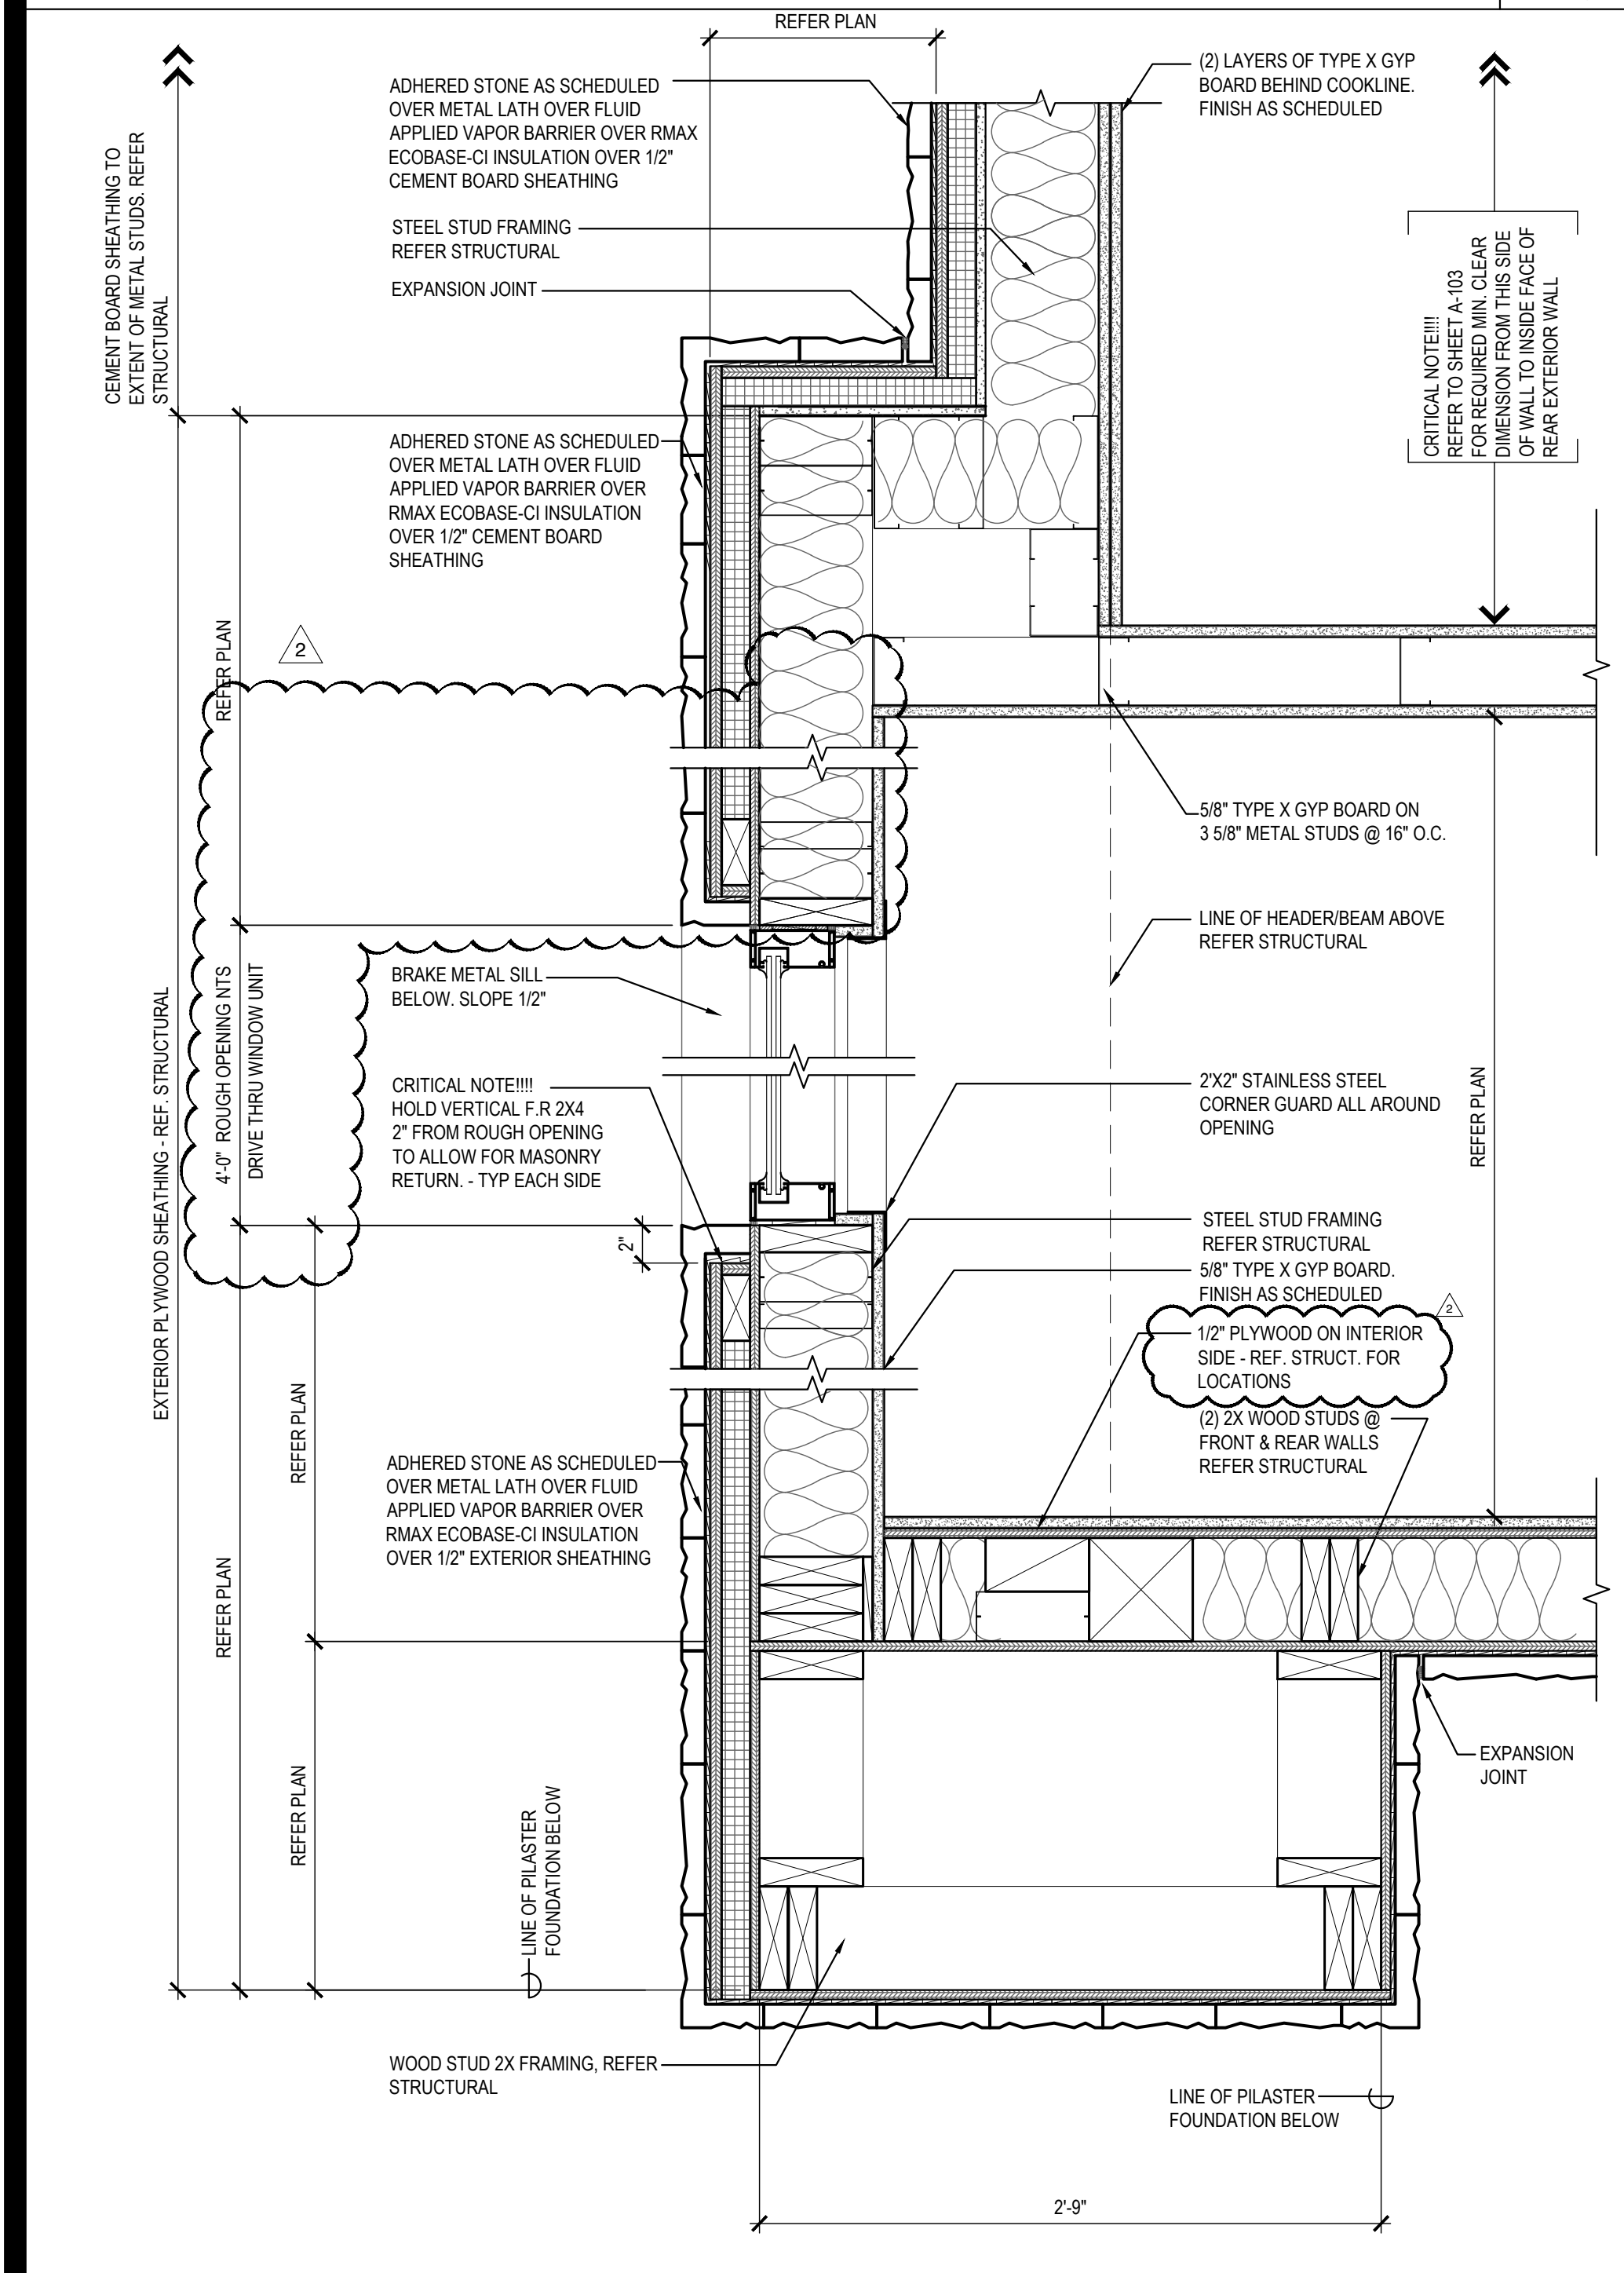 REFER PLAN
(2) LAYERS OF TYPE X GYP
BOARD BEHIND COOKLINE.
FINISH AS SCHEDULED
ADHERED STONE AS SCHEDULED
OVER METAL LATH OVER FLUID
APPLIED VAPOR BARRIER OVER RMAX
ECOBASE-CI INSULATION OVER 1/2"
CEMENT BOARD SHEATHING
CEMENT BOARD SHEATHING TO
EXTENT OF METAL STUDS. REFER
STRUCTURAL
STEEL STUD FRAMING
REFER STRUCTURAL
EXPANSION JOINT
CRITICAL NOTE!!!!
REFER TO SHEET A-103
FOR REQUIRED MIN. CLEAR
DIMENSION FROM THIS SIDE
OF WALL TO INSIDE FACE OF
REAR EXTERIOR WALL
ADHERED STONE AS SCHEDULED
OVER METAL LATH OVER FLUID
APPLIED VAPOR BARRIER OVER
RMAX ECOBASE-CI INSULATION
OVER 1/2" CEMENT BOARD
SHEATHING
REFER PLAN
2
5/8" TYPE X GYP BOARD ON
3 5/8" METAL STUDS @ 16" O.C.
LINE OF HEADER/BEAM ABOVE
REFER STRUCTURAL
EXTERIOR PLYWOOD SHEATHING - REF. STRUCTURAL
4'-0" ROUGH OPENING NTS
DRIVE THRU WINDOW UNIT
BRAKE METAL SILL
BELOW. SLOPE 1/2"
CRITICAL NOTE!!!!
HOLD VERTICAL F.R 2X4
2" FROM ROUGH OPENING
TO ALLOW FOR MASONRY
RETURN. - TYP EACH SIDE
2'X2" STAINLESS STEEL
CORNER GUARD ALL AROUND
OPENING
REFER PLAN
2"
STEEL STUD FRAMING
REFER STRUCTURAL
5/8" TYPE X GYP BOARD.
FINISH AS SCHEDULED
2
1/2" PLYWOOD ON INTERIOR
SIDE - REF. STRUCT. FOR
LOCATIONS
(2) 2X WOOD STUDS @
FRONT & REAR WALLS
REFER STRUCTURAL
REFER PLAN
ADHERED STONE AS SCHEDULED
OVER METAL LATH OVER FLUID
APPLIED VAPOR BARRIER OVER
RMAX ECOBASE-CI INSULATION
OVER 1/2" EXTERIOR SHEATHING
REFER PLAN
REFER PLAN
LINE OF PILASTER
FOUNDATION BELOW
EXPANSION
JOINT
WOOD STUD 2X FRAMING, REFER
STRUCTURAL
LINE OF PILASTER
FOUNDATION BELOW
2'-9"